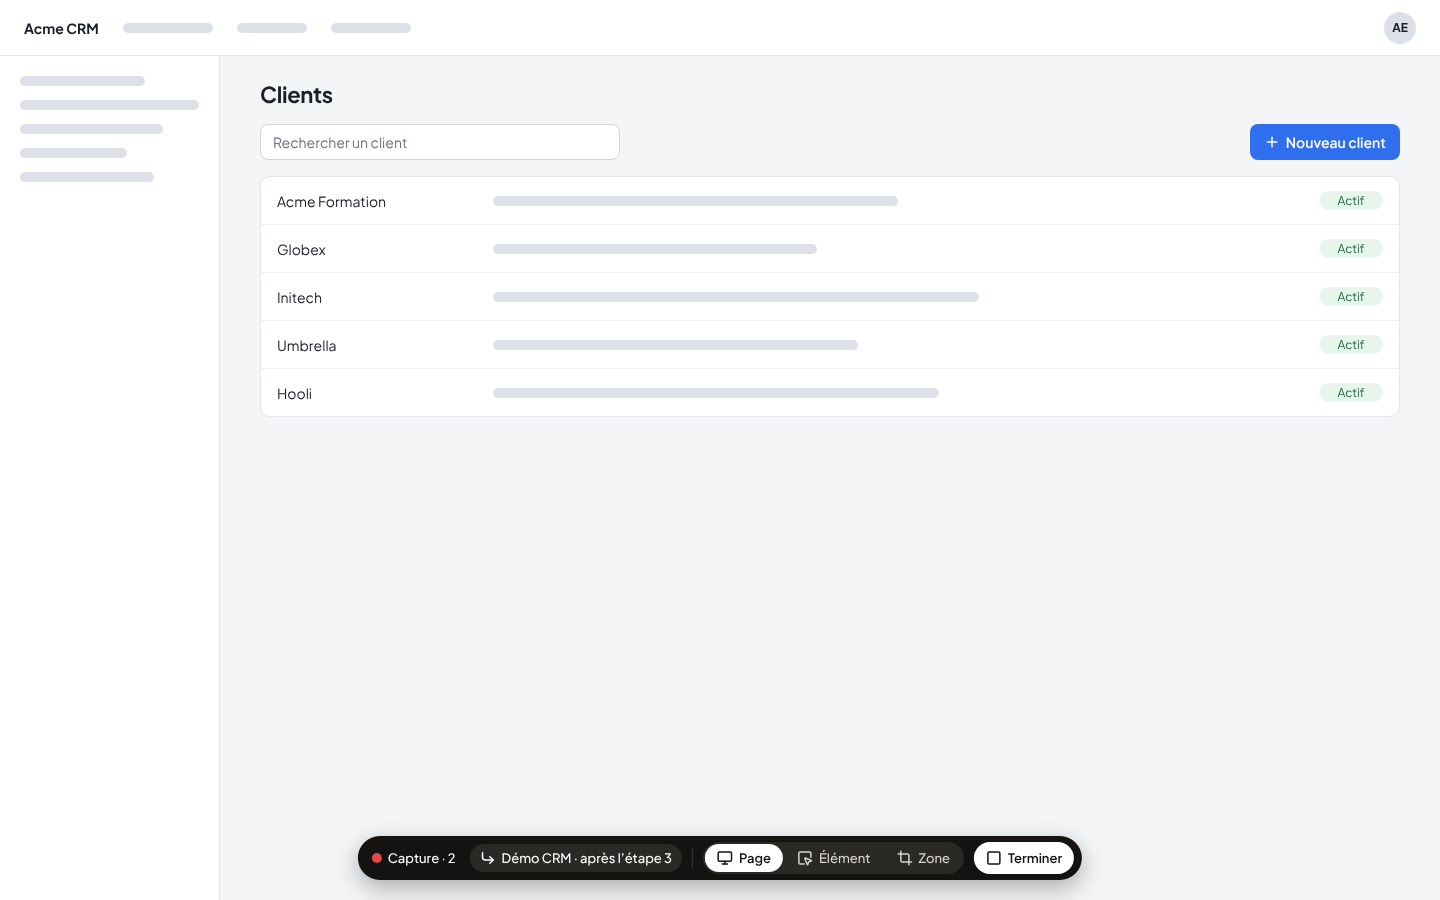 Acme CRM
AE
Clients
Rechercher un client
Nouveau client
Acme Formation Actif
Globex Actif
Initech Actif
Umbrella Actif
Hooli Actif
Capture · 2 Démo CRM · après l’étape 3 Page Élément Zone Terminer